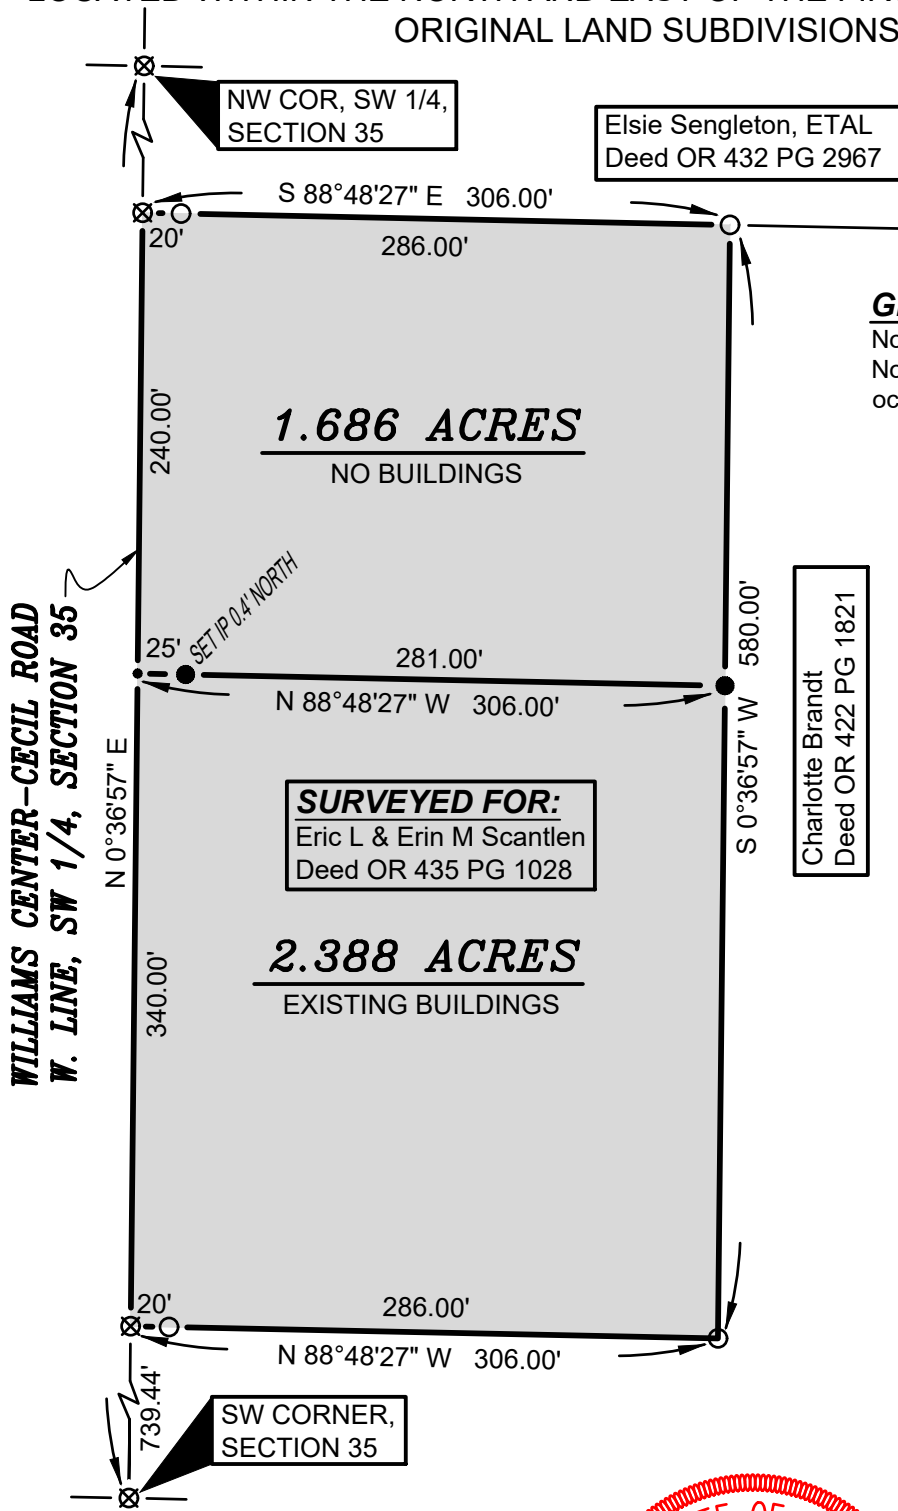 ORIGINAL LAND SUBDIVISIONS
NW COR, SW 1/4,
SECTION 35
Elsie Sengleton, ETAL
Deed OR 432 PG 2967
S 88°48'27" E 306.00'
20'
286.00'
240.00'
1.686 ACRES
NO BUILDINGS
SET IP 0.4' NORTH
25'
281.00'
N 88°48'27" W 306.00'
580.00'
S 0°36'57" W
Charlotte Brandt
Deed OR 422 PG 1821
WILLIAMS CENTER-CECIL ROAD
W. LINE, SW 1/4, SECTION 35
N 0°36'57" E
SURVEYED FOR:
Eric L & Erin M Scantlen
Deed OR 435 PG 1028
2.388 ACRES
EXISTING BUILDINGS
340.00'
20'
286.00'
N 88°48'27" W 306.00'
739.44'
SW CORNER,
SECTION 35
OF